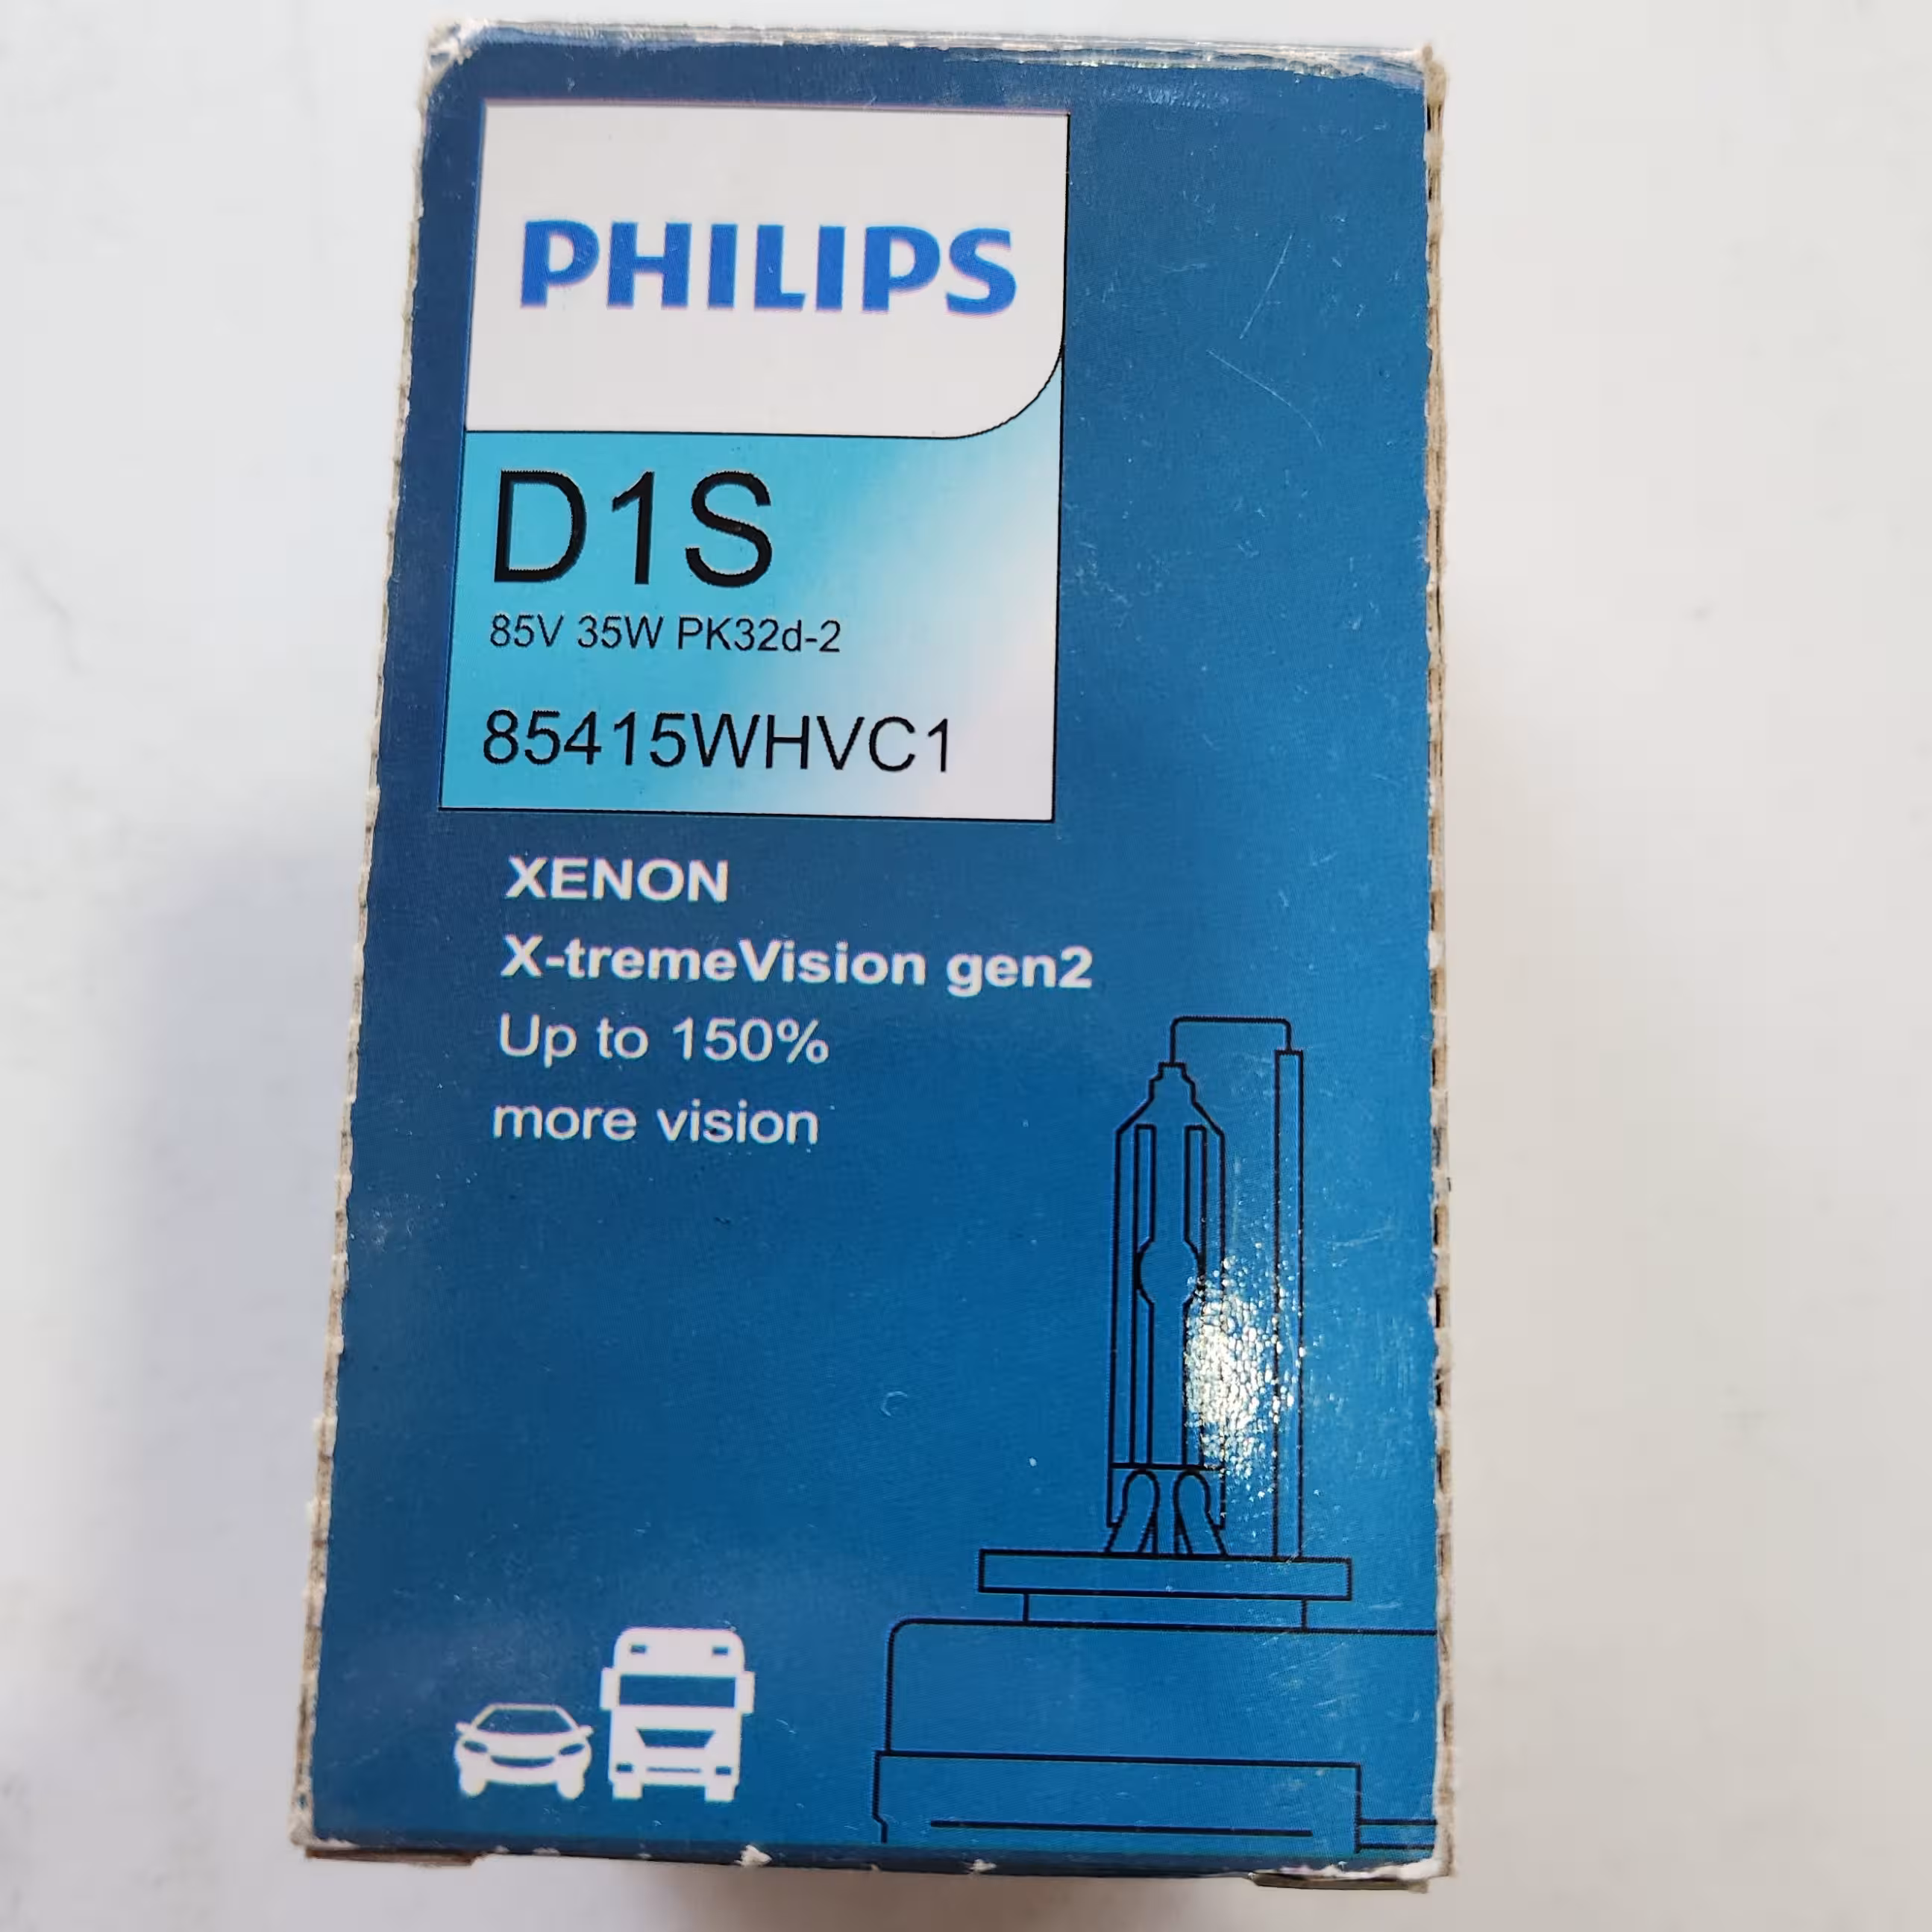 PHILIPS
D1S
85V 35W PK32d-2
85415WHVC1
XENON
X-tremeVision gen2
Up to 150%
more vision